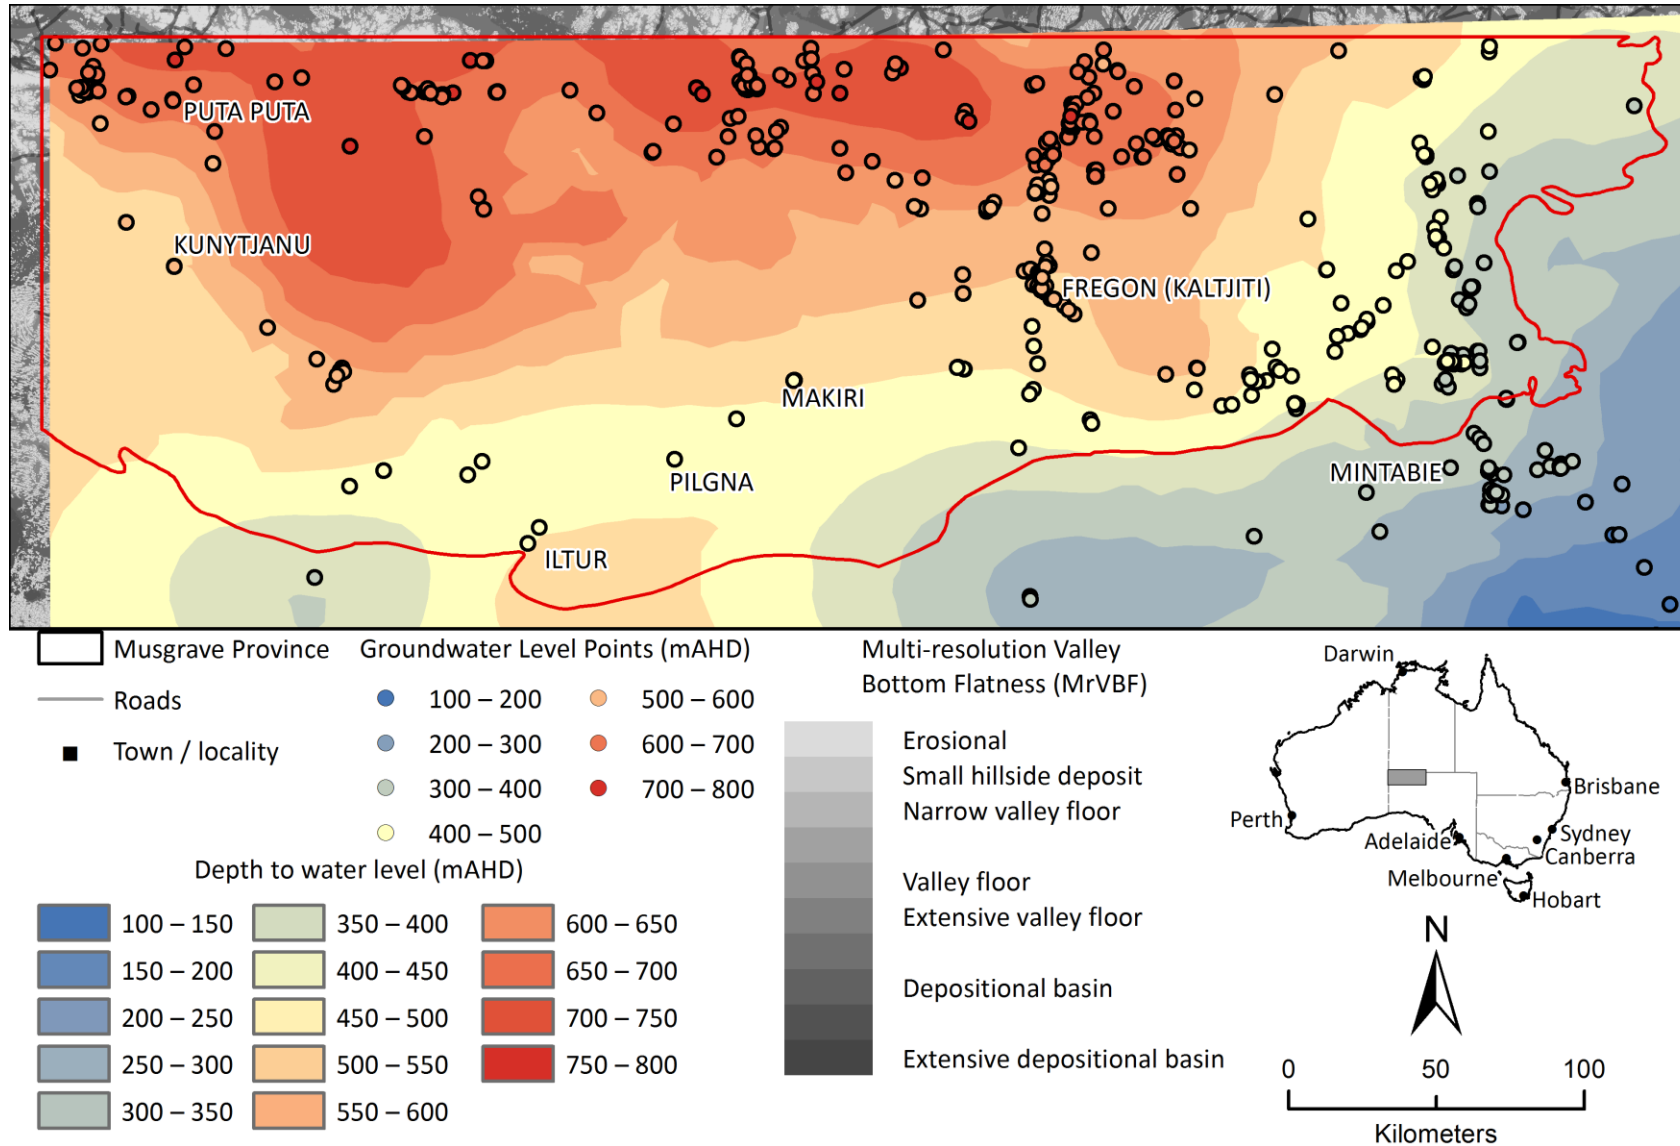 PUTA PUTA
KUNYTJANU
FREGON (KALTJITI)
MAKIRI
PILGNA
MINTABIE
ILTUR
Musgrave Province
Roads
Town / locality
Groundwater Level Points (mAHD)
100 – 200
200 – 300
300 – 400
400 – 500
500 – 600
600 – 700
700 – 800
Depth to water level (mAHD)
100 – 150
150 – 200
200 – 250
250 – 300
300 – 350
350 – 400
400 – 450
450 – 500
500 – 550
550 – 600
600 – 650
650 – 700
700 – 750
750 – 800
Multi-resolution Valley
Bottom Flatness (MrVBF)
Erosional
Small hillside deposit
Narrow valley floor
Valley floor
Extensive valley floor
Depositional basin
Extensive depositional basin
Darwin
Brisbane
Perth
Adelaide
Sydney
Canberra
Melbourne
Hobart
N
0 50 100
Kilometers